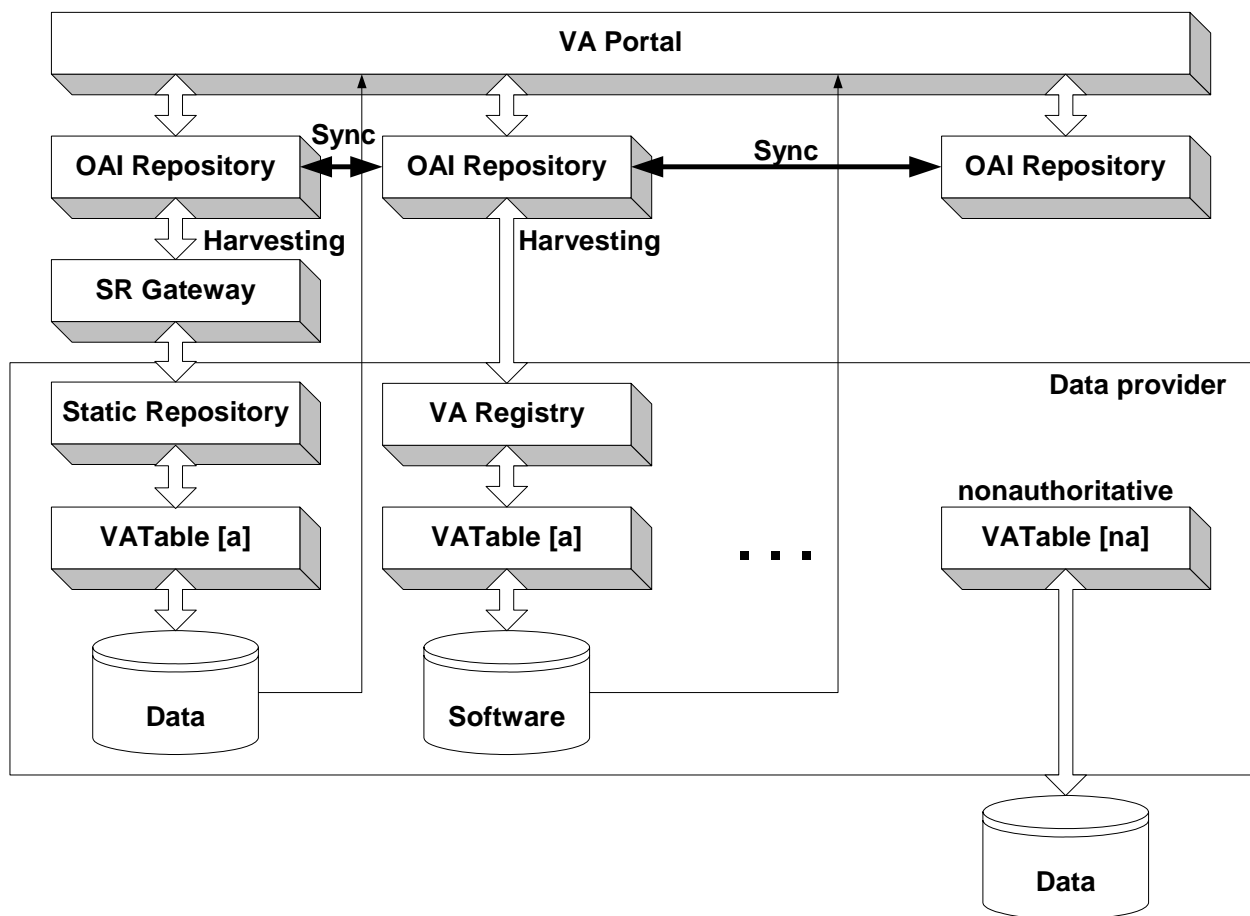 VA Portal
Sync
OAI Repository
OAI Repository
Sync
OAI Repository
Harvesting
Harvesting
SR Gateway
Data provider
Static Repository
VA Registry
nonauthoritative
VATable [a]
VATable [a]
. . .
VATable [na]
Data
Software
Data